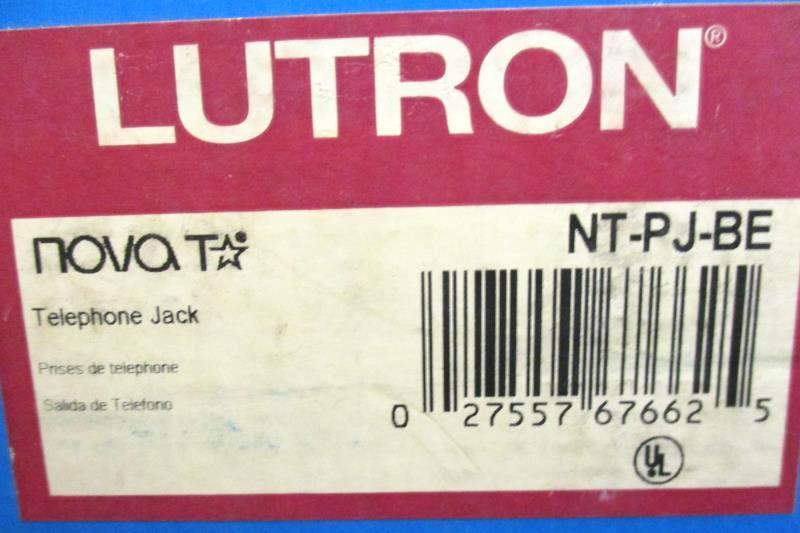 LUTRON®
nova T☆®
NT-PJ-BE
Telephone Jack
Prises de telephone
Salida de Telefono
0 27557 67662 5
UL